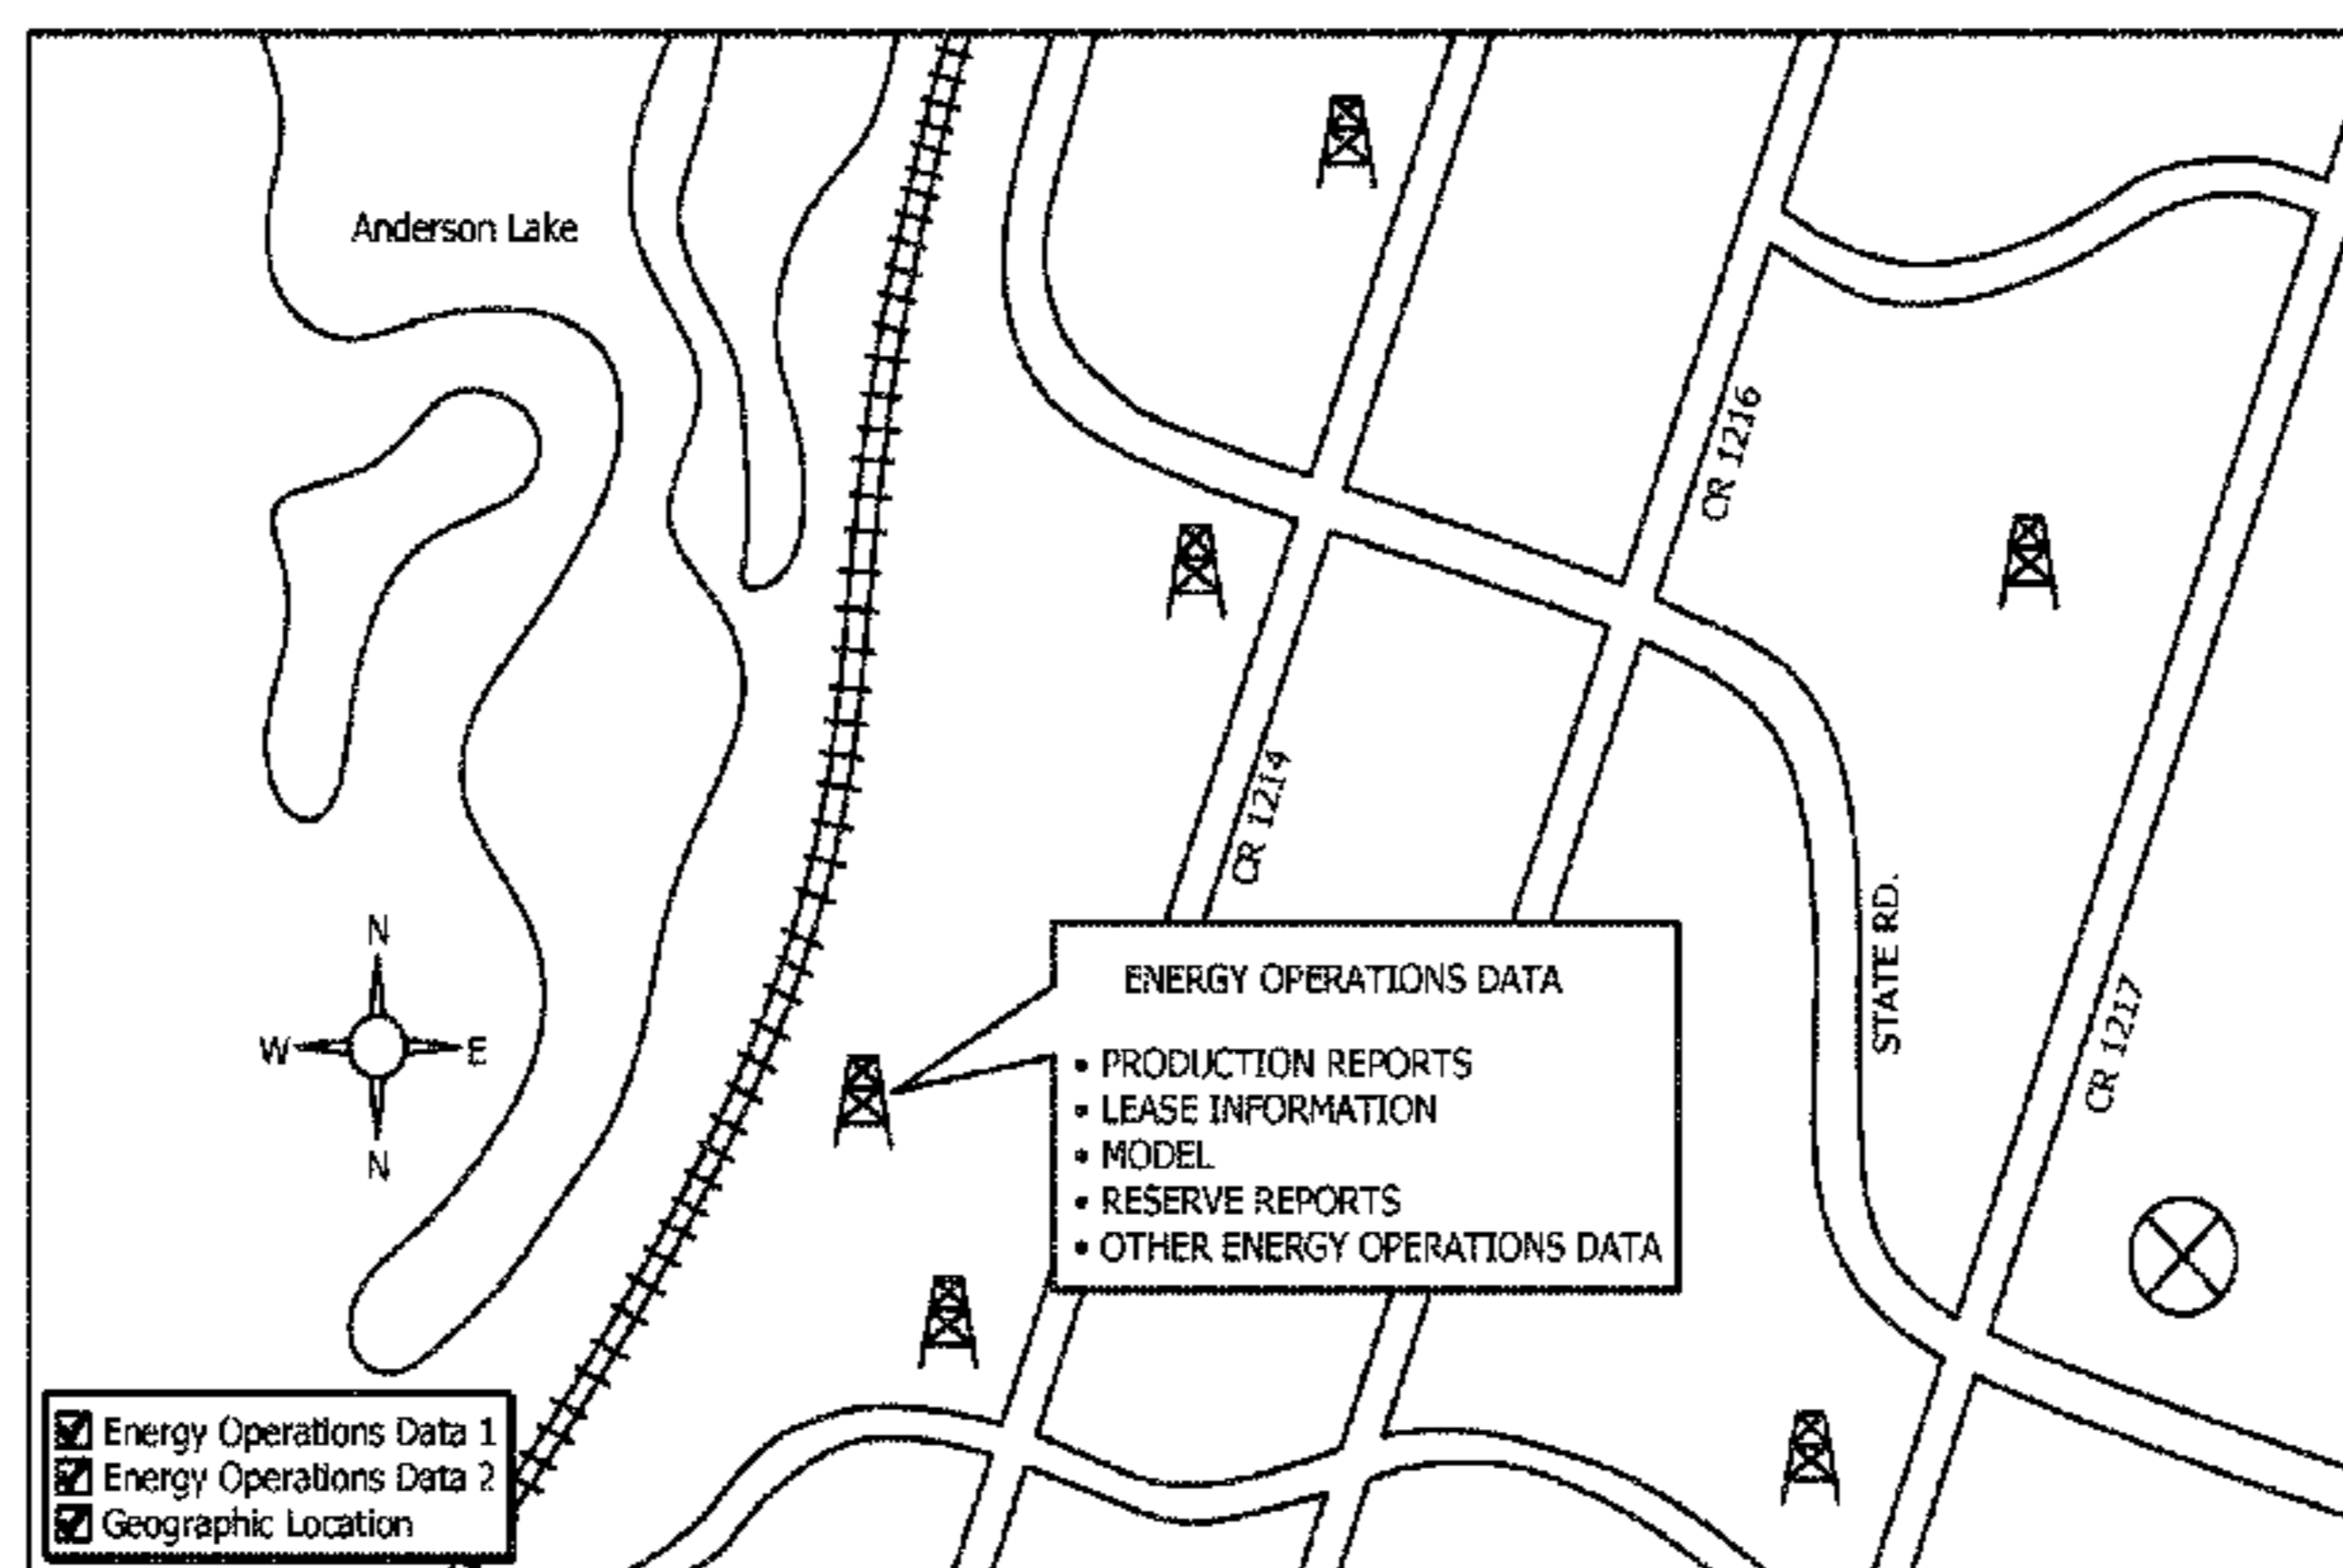 Anderson Lake
CR 1216
CR 1214
STATE RD.
CR 1217
N
W
E
N
ENERGY OPERATIONS DATA
• PRODUCTION REPORTS
• LEASE INFORMATION
• MODEL
• RESERVE REPORTS
• OTHER ENERGY OPERATIONS DATA
Energy Operations Data 1
Energy Operations Data 2
Geographic Location